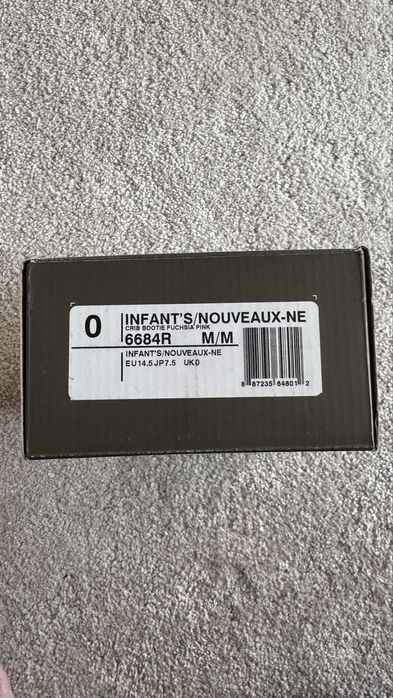 0
INFANT'S/NOUVEAUX-NE
CRIB BOOTIE FUCHSIA PINK
6684R M/M
INFANT'S/NOUVEAUX-NE
EU14.5 JP7.5 UK0
8 87235 64801 2